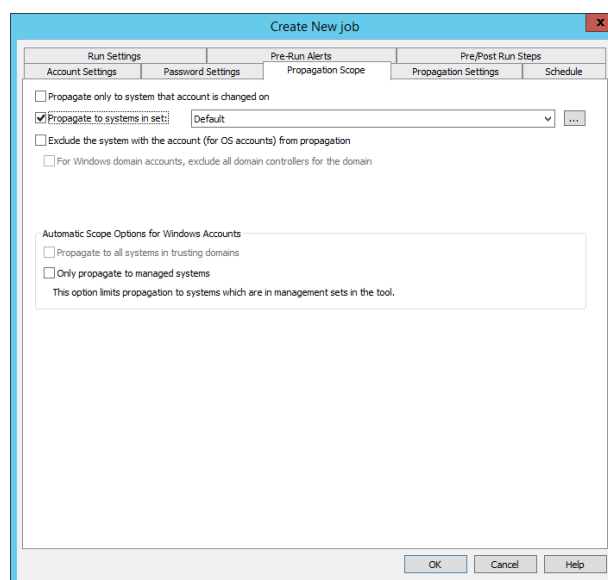 Create New job
x
Run Settings Pre-Run Alerts Pre/Post Run Steps
Account Settings Password Settings Propagation Scope Propagation Settings Schedule
Propagate only to system that account is changed on
Propagate to systems in set: Default ...
Exclude the system with the account (for OS accounts) from propagation
For Windows domain accounts, exclude all domain controllers for the domain
Automatic Scope Options for Windows Accounts
Propagate to all systems in trusting domains
Only propagate to managed systems
This option limits propagation to systems which are in management sets in the tool.
OK Cancel Help